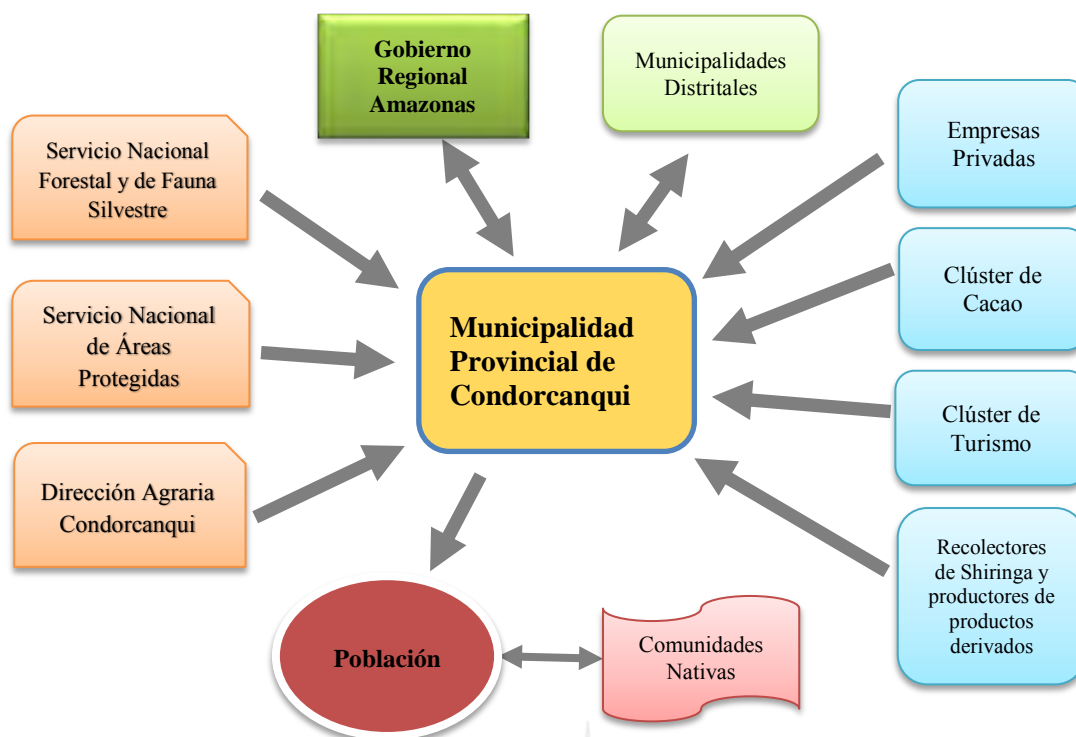 Gobierno
Regional
Amazonas
Municipalidades
Distritales
Servicio Nacional
Forestal y de Fauna
Silvestre
Empresas
Privadas
Servicio Nacional
de Áreas
Protegidas
Municipalidad
Provincial de
Condorcanqui
Clúster de
Cacao
Clúster de
Turismo
Dirección Agraria
Condorcanqui
Recolectores
de Shiringa y
productores de
productos
derivados
Población
Comunidades
Nativas